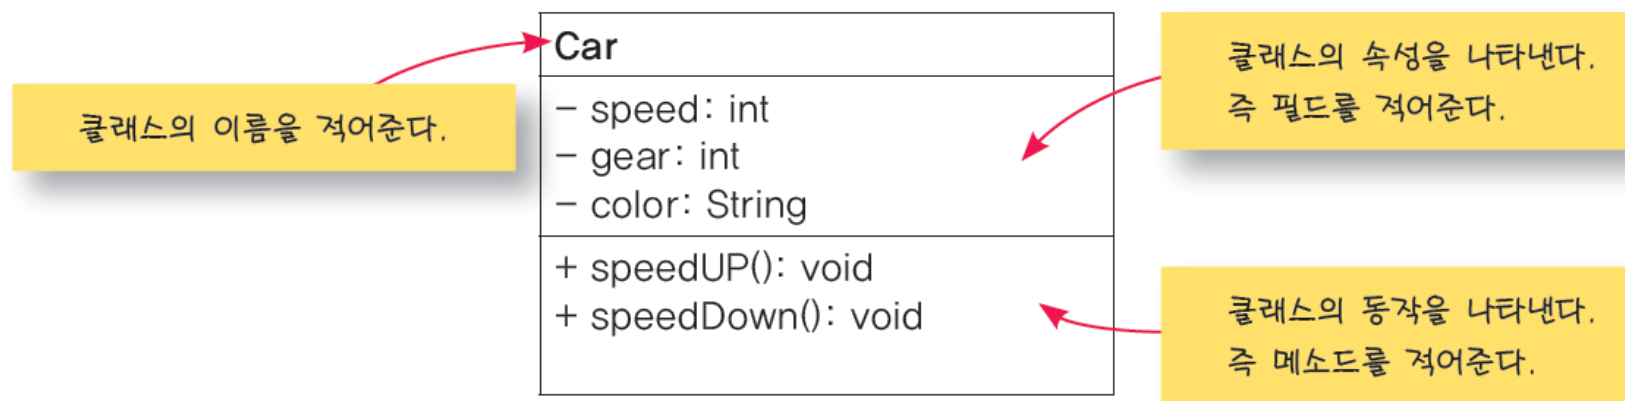 Car
클래스의 이름을 적어준다.
- speed: int
- gear: int
- color: String
+ speedUP(): void
+ speedDown(): void
클래스의 속성을 나타낸다.
즉 필드를 적어준다.
클래스의 동작을 나타낸다.
즉 메소드를 적어준다.